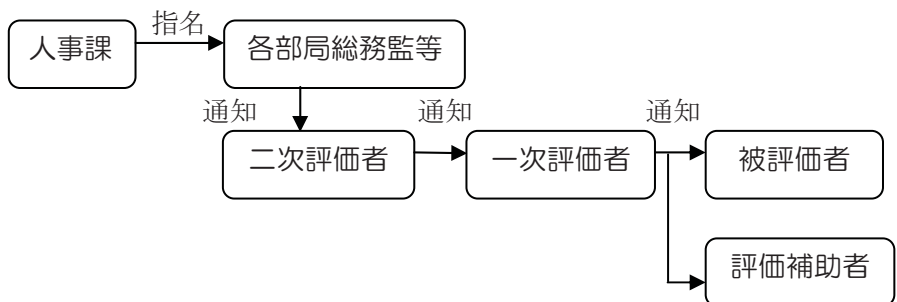 指名
人事課
各部局総務監等
通知
通知
通知
二次評価者
一次評価者
被評価者
評価補助者